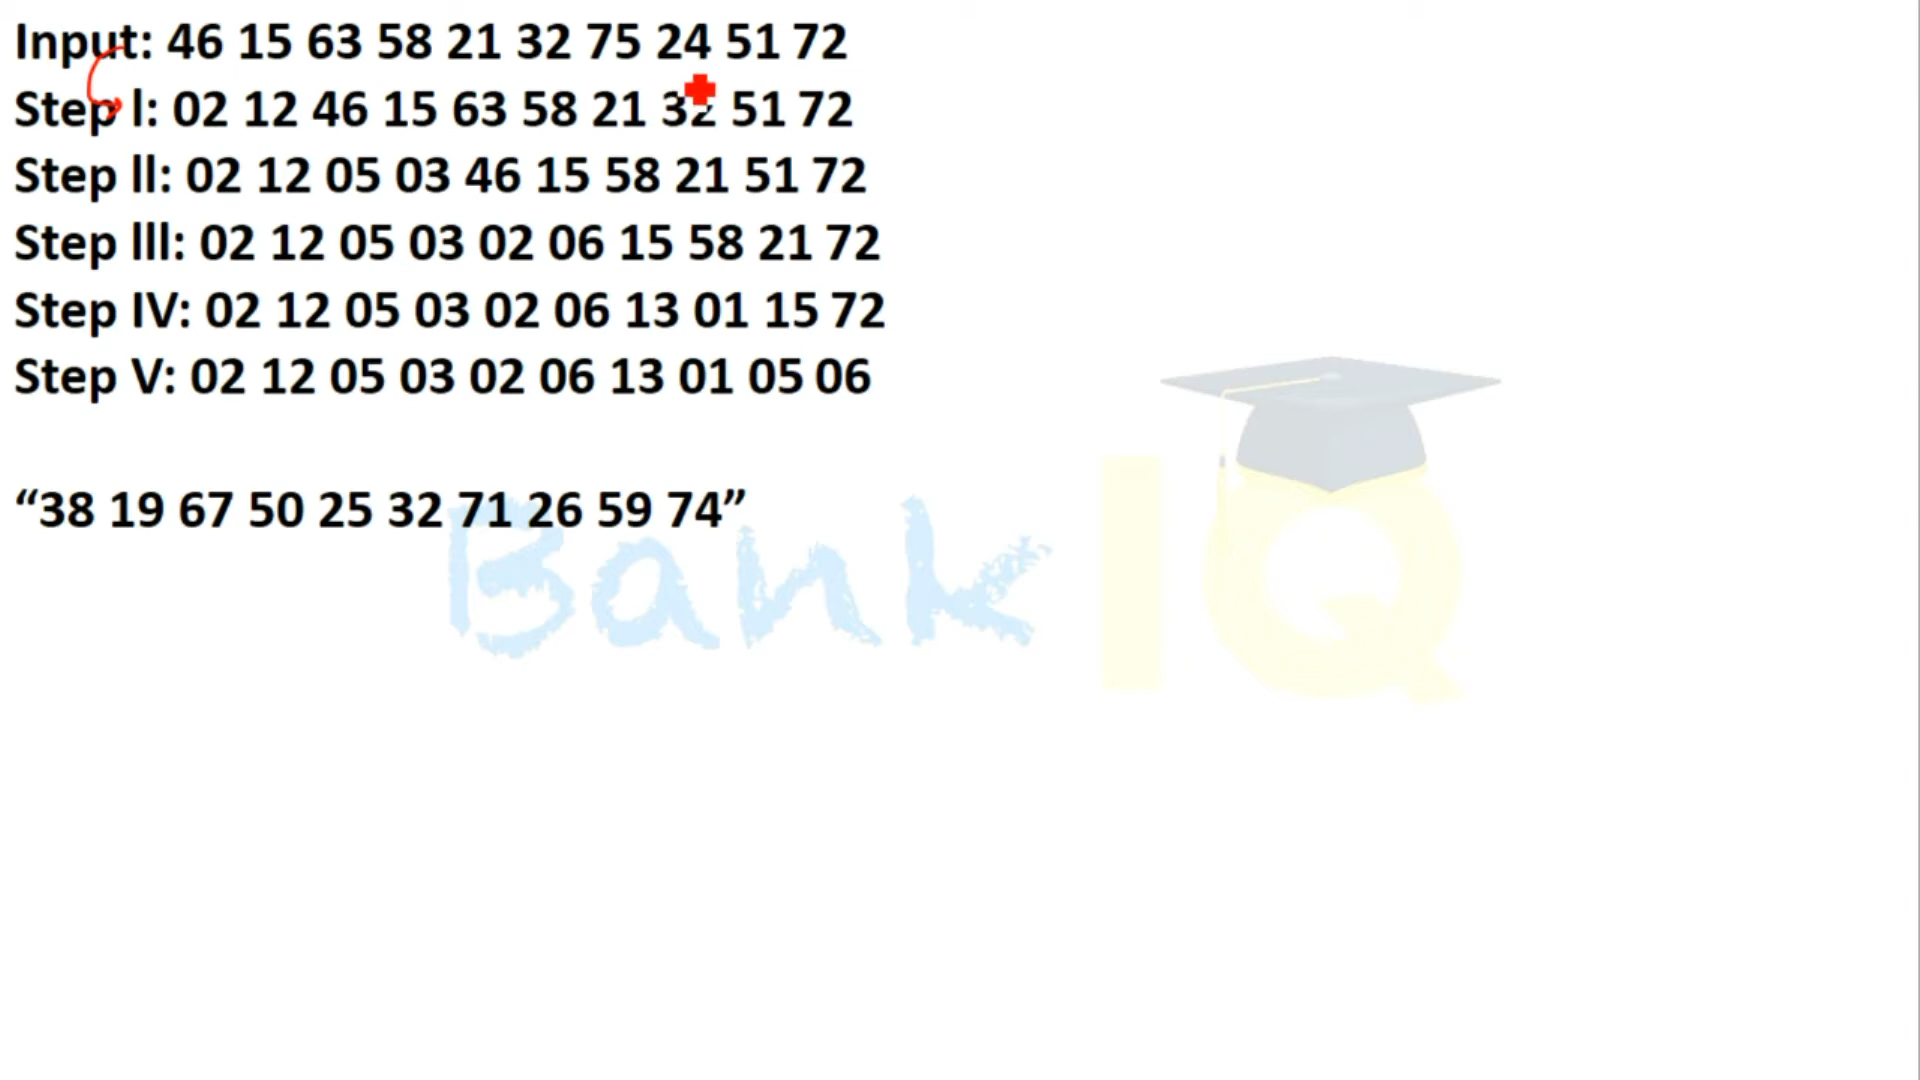 Input: 46 15 63 58 21 32 75 24 51 72
Step l: 02 12 46 15 63 58 21 32 51 72
Step ll: 02 12 05 03 46 15 58 21 51 72
Step lll: 02 12 05 03 02 06 15 58 21 72
Step IV: 02 12 05 03 02 06 13 01 15 72
Step V: 02 12 05 03 02 06 13 01 05 06
“38 19 67 50 25 32 71 26 59 74”
Bank IQ